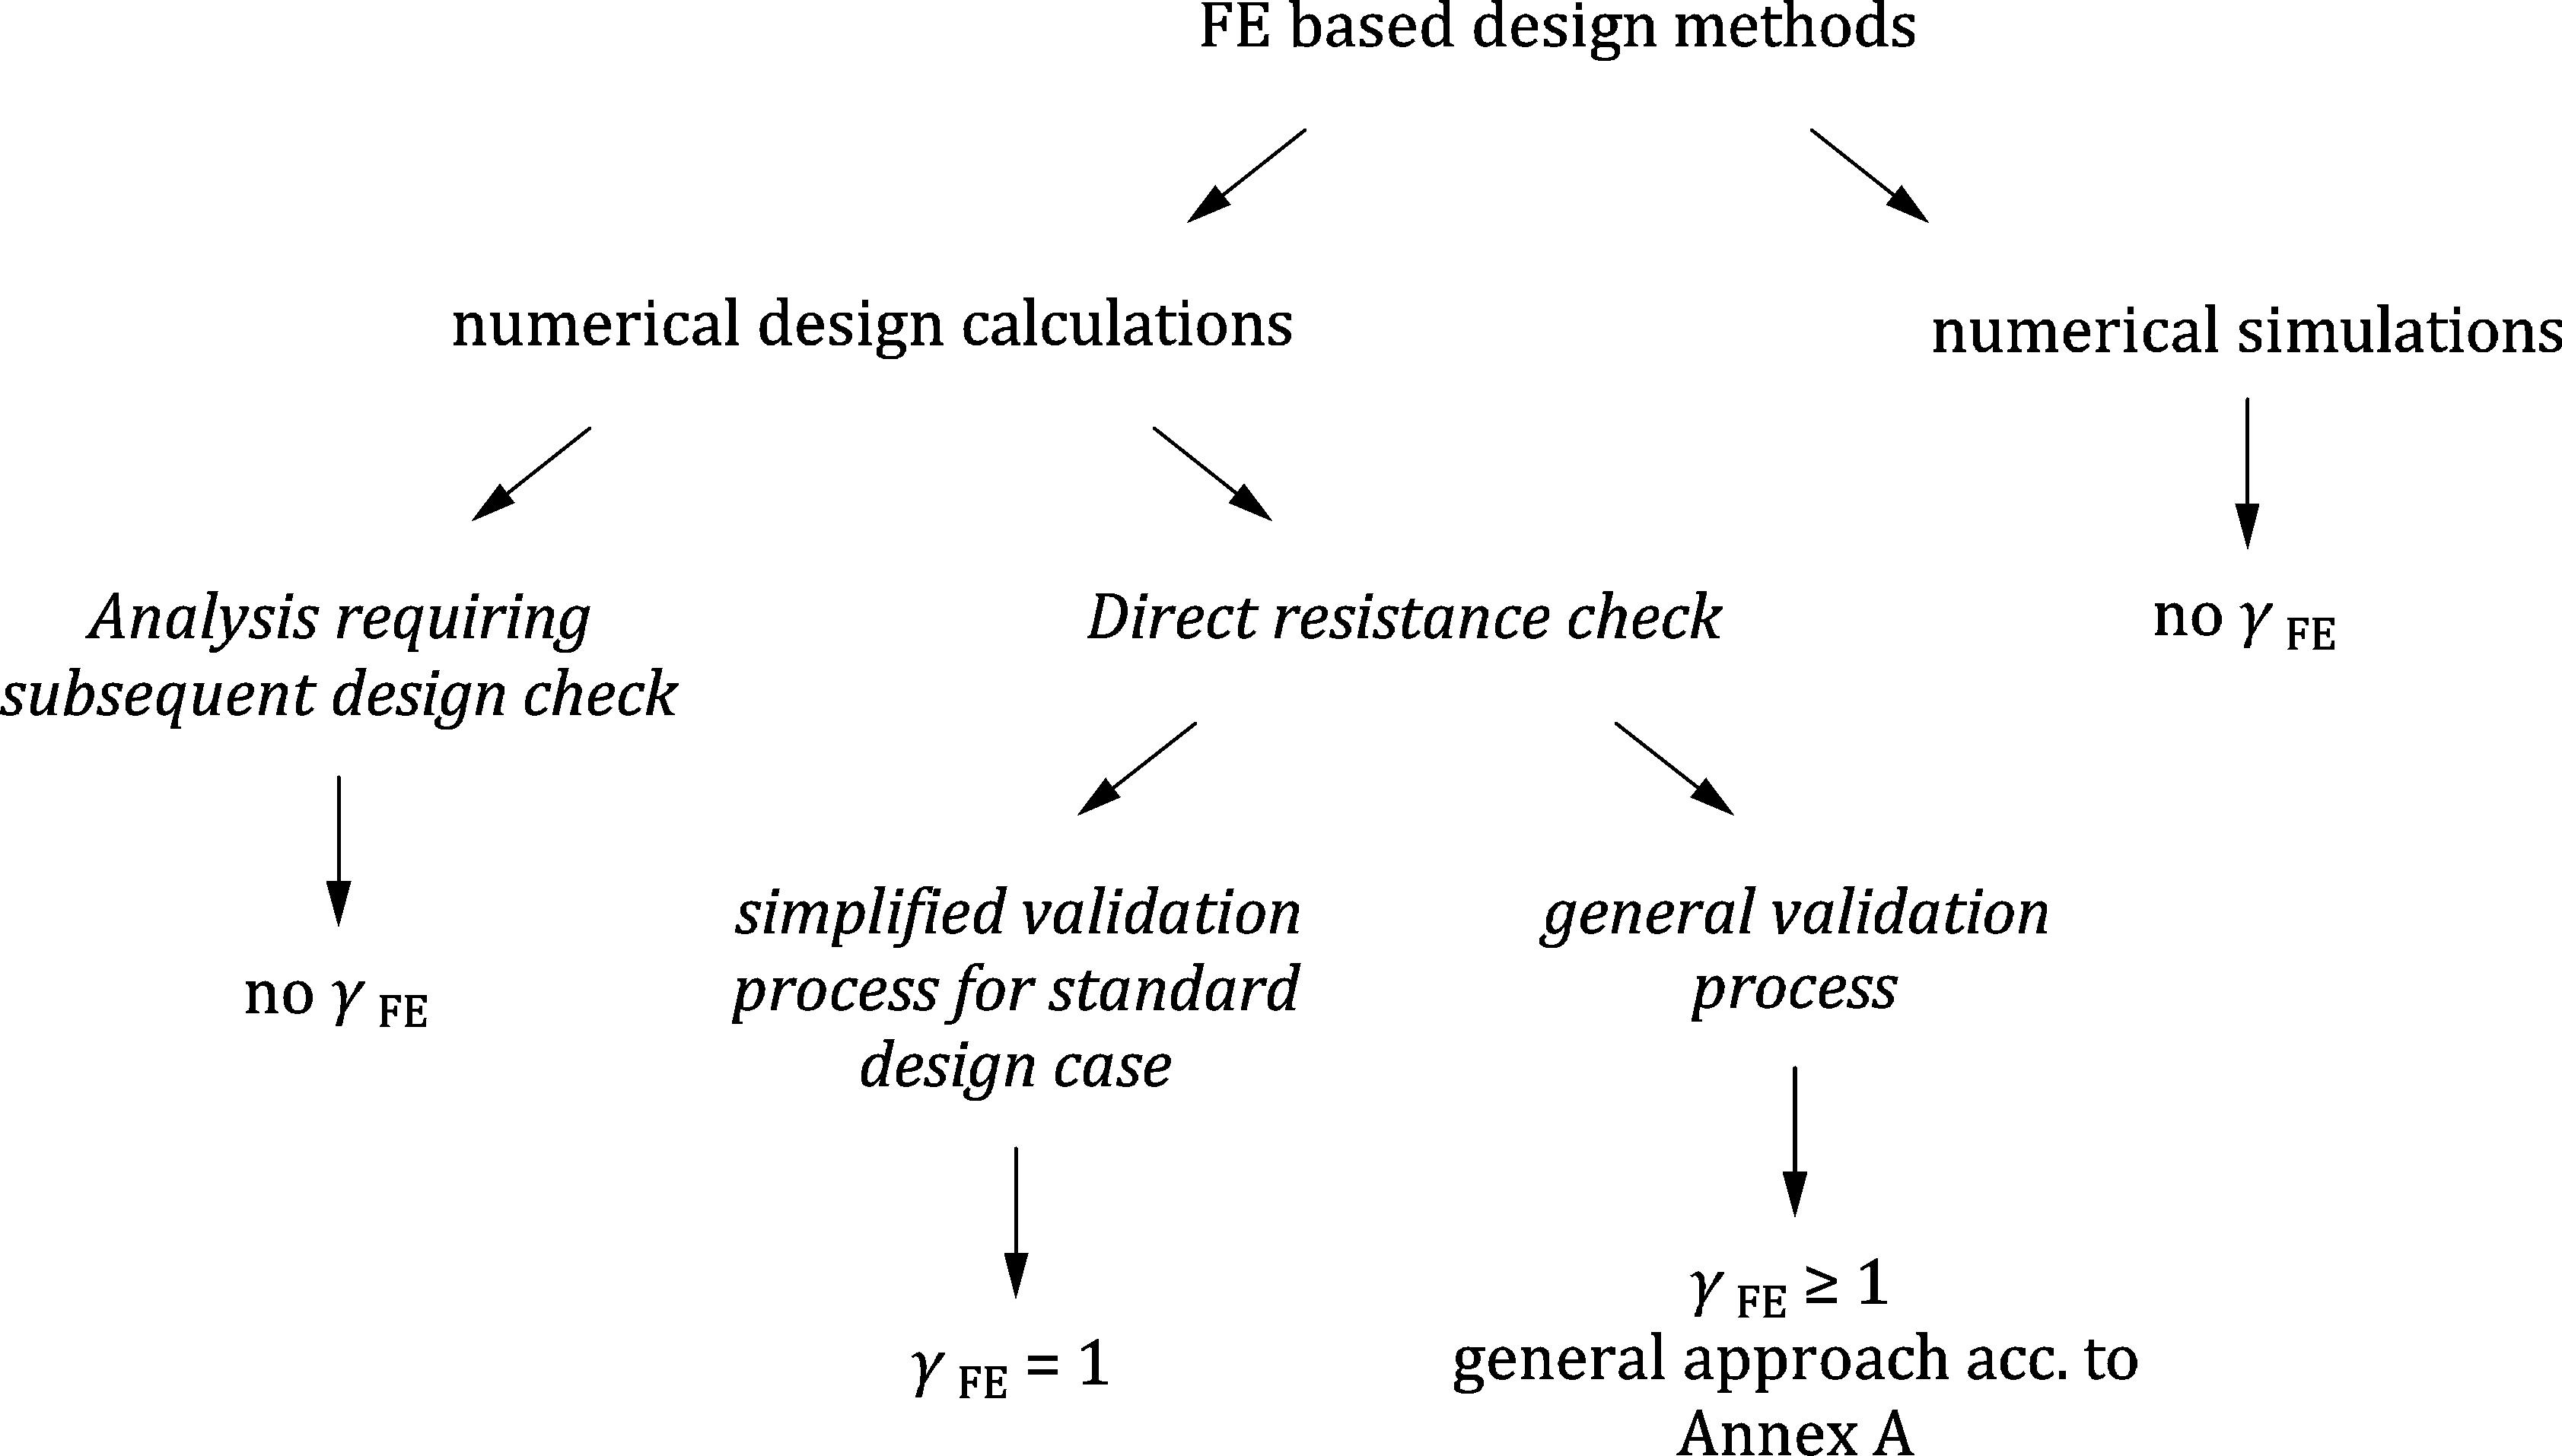 FE based design methods
numerical design calculations
numerical simulations
Analysis requiring
subsequent design check
Direct resistance check
no γ FE
no γ FE
simplified validation
process for standard
design case
general validation
process
γ FE = 1
γ FE ≥ 1
general approach acc. to
Annex A